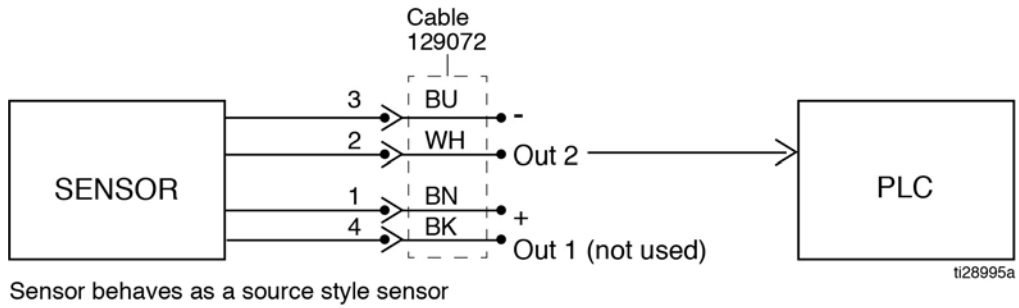 Cable
129072
3 BU -
2 WH Out 2
SENSOR
PLC
1 BN +
4 BK Out 1 (not used)
ti28995a
Sensor behaves as a source style sensor